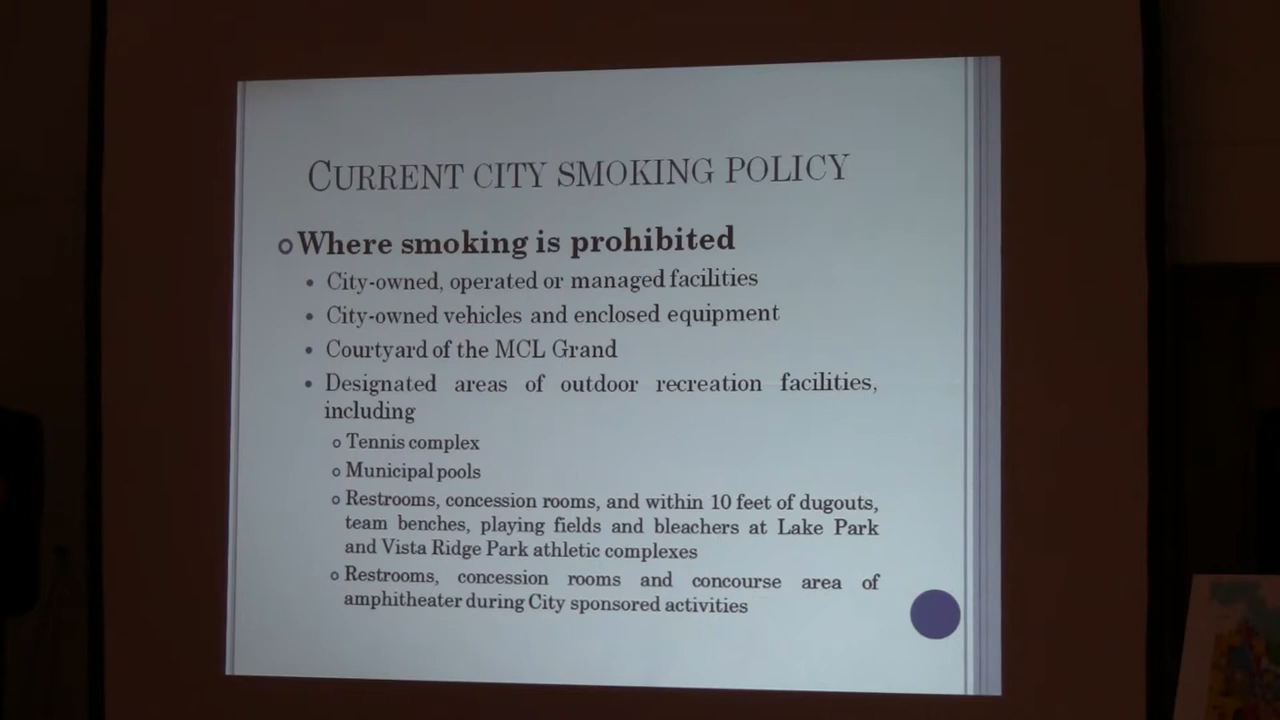 CURRENT CITY SMOKING POLICY
Where smoking is prohibited
City-owned, operated or managed facilities
City-owned vehicles and enclosed equipment
Courtyard of the MCL Grand
Designated areas of outdoor recreation facilities,
including
Tennis complex
Municipal pools
Restrooms, concession rooms, and within 10 feet of dugouts,
team benches, playing fields and bleachers at Lake Park
and Vista Ridge Park athletic complexes
Restrooms, concession rooms and concourse area of
amphitheater during City sponsored activities